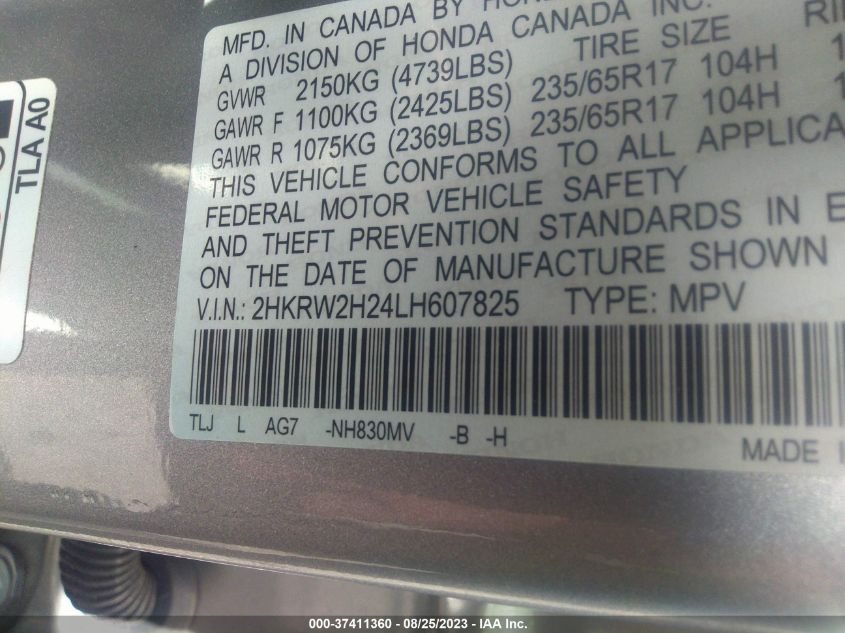 MFD. IN CANADA BY
A DIVISION OF HONDA CANADA INC.
TIRE SIZE
GVWR 2150KG (4739LBS)
GAWR F 1100KG (2425LBS) 235/65R17 104H
GAWR R 1075KG (2369LBS) 235/65R17 104H
THIS VEHICLE CONFORMS TO ALL
FEDERAL MOTOR VEHICLE SAFETY
AND THEFT PREVENTION STANDARDS IN
ON THE DATE OF MANUFACTURE SHOWN
V.I.N.: 2HKRW2H24LH607825 TYPE: MPV
TLJ L AG7 -NH830MV -B -H
MADE
TLA A0
000-37411360 - 08/25/2023 - IAA Inc.